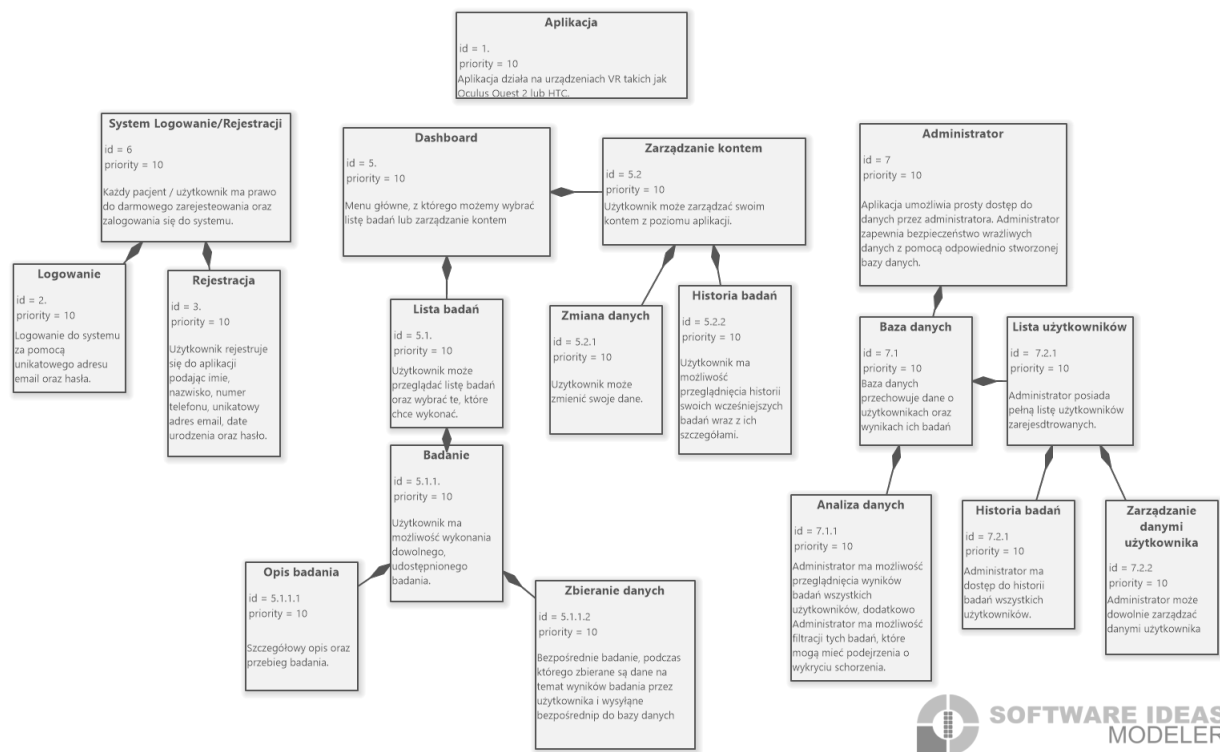 Aplikacja
id = 1.
priority = 10
Aplikacja działa na urządzeniach VR takich jak
Oculus Quest 2 lub HTC.
System Logowanie/Rejestracji
id = 6
priority = 10
Każdy pacjent / użytkownik ma prawo
do darmowego zarejesteowania oraz
zalogowania się do systemu.
Logowanie
id = 2.
priority = 10
Logowanie do systemu
za pomocą
unikatowego adresu
email oraz hasła.
Rejestracja
id = 3.
priority = 10
Użytkownik rejestruje
się do aplikacji
podając imie,
nazwisko, numer
telefonu, unikatowy
adres email, date
urodzenia oraz hasło.
Dashboard
id = 5.
priority = 10
Menu główne, z którego możemy wybrać
listę badań lub zarządzanie kontem
Zarządzanie kontem
id = 5.2
priority = 10
Użytkownik może zarządzać swoim
kontem z poziomu aplikacji.
Lista badań
id = 5.1.
priority = 10
Użytkownik może
przeglądać listę badań
oraz wybrać te, które
chce wykonać.
Zmiana danych
id = 5.2.1
priority = 10
Uzytkownik może
zmienić swoje dane.
Historia badań
id = 5.2.2
priority = 10
Użytkownik ma
możliwość
przeglądnięcia historii
swoich wcześniejszych
badań wraz z ich
szczegółami.
Badanie
id = 5.1.1.
priority = 10
Użytkownik ma
możliwość wykonania
dowolnego,
udostępnionego
badania.
Opis badania
id = 5.1.1.1
priority = 10
Szczegółowy opis oraz
przebieg badania.
Zbieranie danych
id = 5.1.1.2
priority = 10
Bezpośrednie badanie, podczas
którego zbierane są dane na
temat wyników badania przez
użytkownika i wysyłąne
bezpośrednip do bazy danych
Administrator
id = 7
priority = 10
Aplikacja umożliwia prosty dostęp do
danych przez administratora. Administrator
zapewnia bezpieczeństwo wrażliwych
danych z pomocą odpowiednio stworzonej
bazy danych.
Baza danych
id = 7.1
priority = 10
Baza danych
przechowuje dane o
użytkownikach oraz
wynikach ich badań
Lista użytkowników
id = 7.2.1
priority = 10
Administrator posiada
pełną listę użytkowników
zarejesdtrowanych.
Analiza danych
id = 7.1.1
priority = 10
Administrator ma możliwość
przeglądnięcia wyników
badań wszystkich
użytkowników, dodatkowo
Administrator ma możliwość
filtracji tych badań, które
mogą mieć podejrzenia o
wykryciu schorzenia.
Historia badań
id = 7.2.1
priority = 10
Administrator ma
dostęp do historii
badań wszystkich
użytkowników.
Zarządzanie
danymi
użytkownika
id = 7.2.2
priority = 10
Administrator może
dowolnie zarządzać
danymi użytkownika
SOFTWARE IDEAS
MODELER